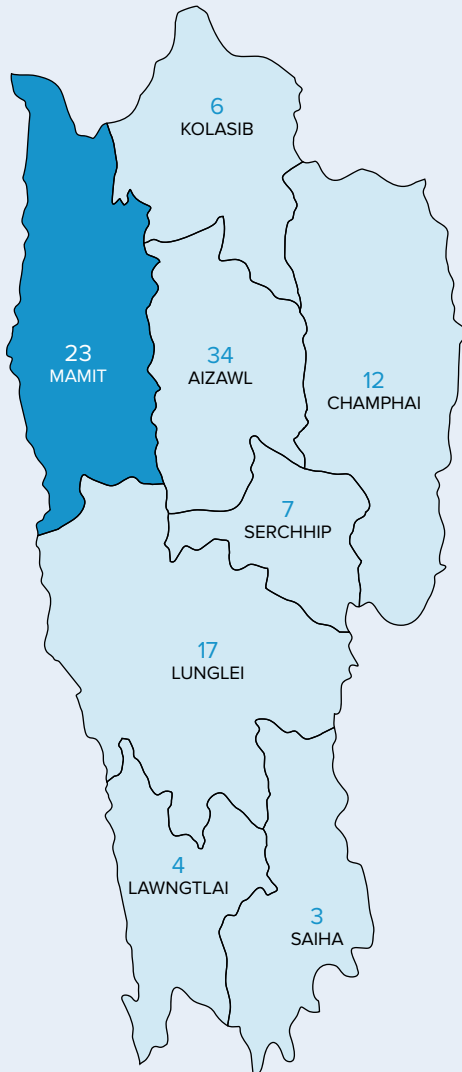 6
KOLASIB
23
MAMIT
34
AIZAWL
12
CHAMPHAI
7
SERCHHIP
17
LUNGLEI
4
LAWNGTLAI
3
SAIHA